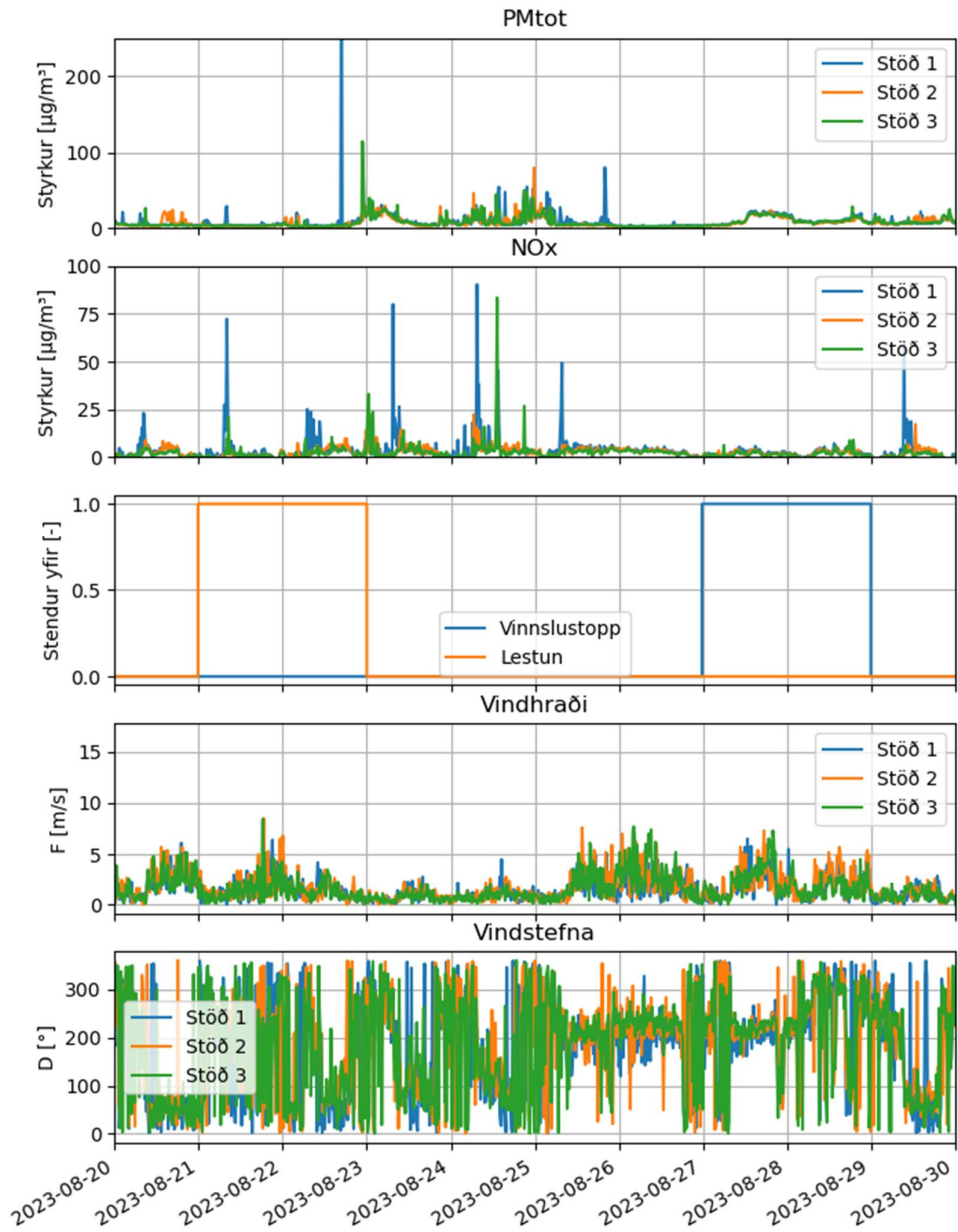 PMtot
Styrkur [µg/m³]
200
100
0
Stöð 1
Stöð 2
Stöð 3
NOx
Styrkur [µg/m³]
100
75
50
25
0
Stöð 1
Stöð 2
Stöð 3
Stendur yfir [-]
1.0
0.5
0.0
Vinnslustopp
Lestun
Vindhraði
F [m/s]
15
10
5
0
Stöð 1
Stöð 2
Stöð 3
Vindstefna
D [°]
300
200
100
0
Stöð 1
Stöð 2
Stöð 3
2023-08-20
2023-08-21
2023-08-22
2023-08-23
2023-08-24
2023-08-25
2023-08-26
2023-08-27
2023-08-28
2023-08-29
2023-08-30